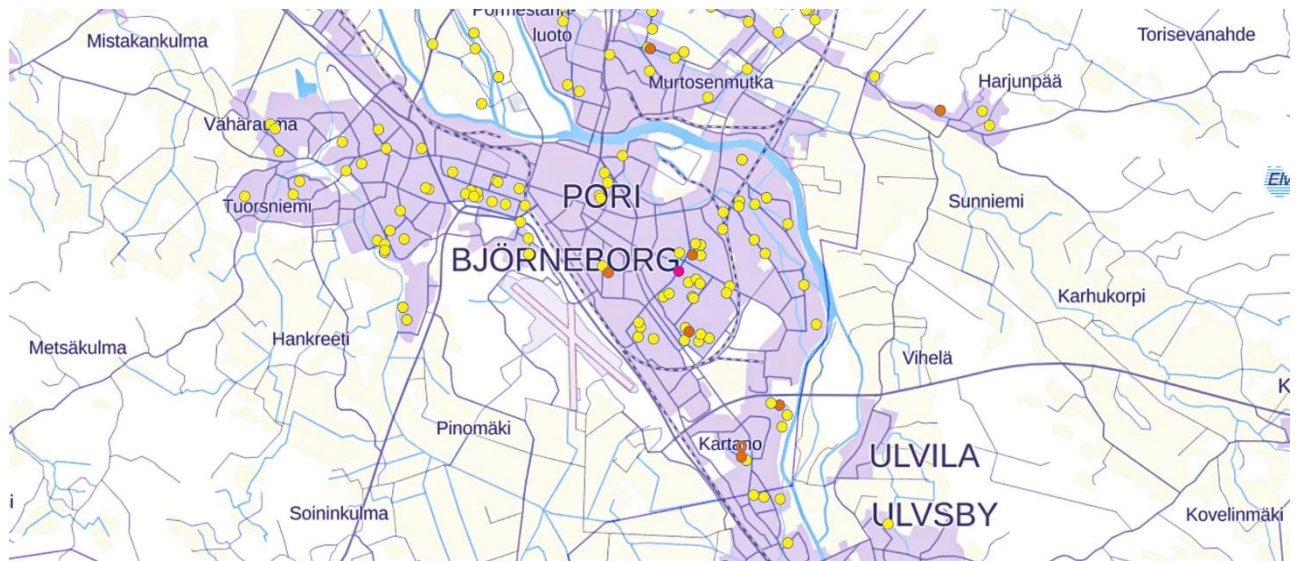 luoto
Mistakankulma
Torisevanahde
Murtosenmutka
Harjunpää
Vähärauma
PORI
Tuorsniemi
Sunniemi
BJÖRNEBORG
Karhukorpi
Hankreeti
Metsäkulma
Vihelä
Pinomäki
Kartano
ULVILA
Soininkulma
ULVSBY
Kovelinmäki